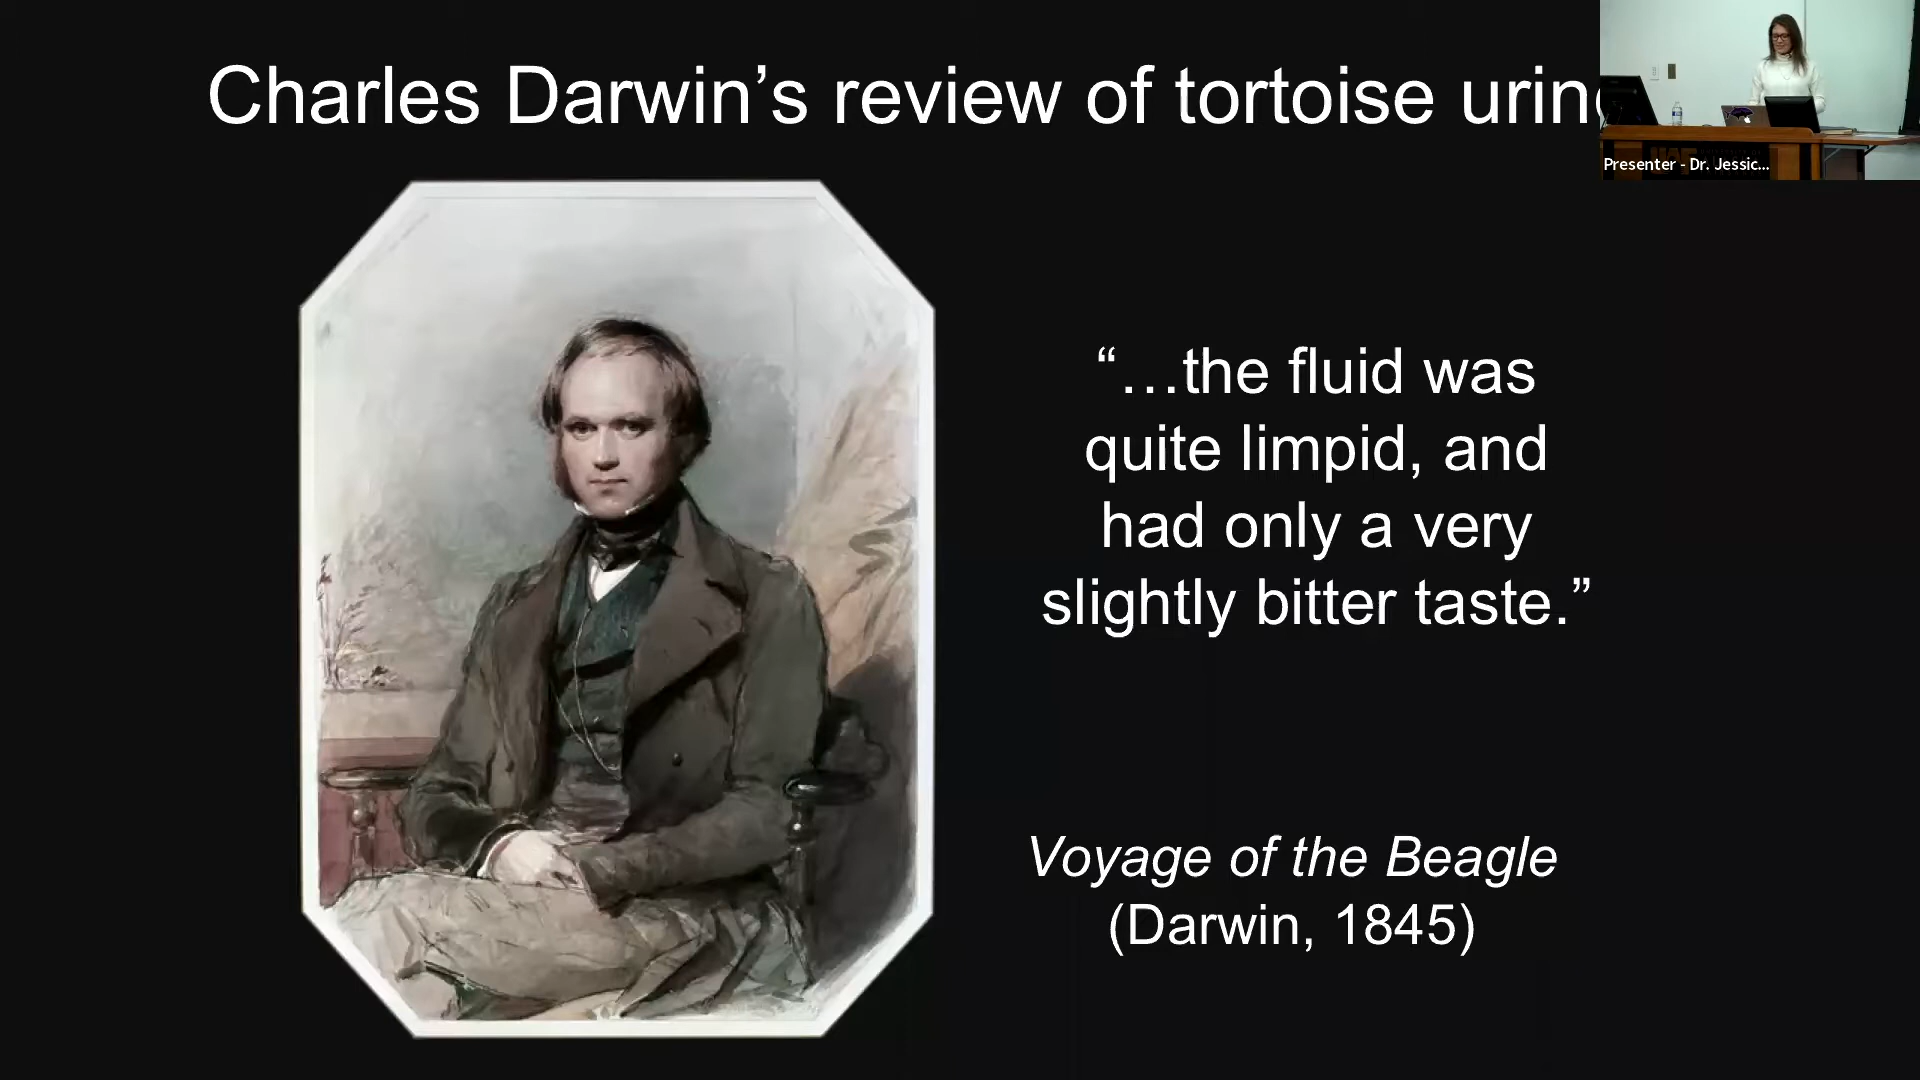 Charles Darwin’s review of tortoise
Presenter - Dr. Jessic...
“…the fluid was
quite limpid, and
had only a very
slightly bitter taste.”
Voyage of the Beagle
(Darwin, 1845)